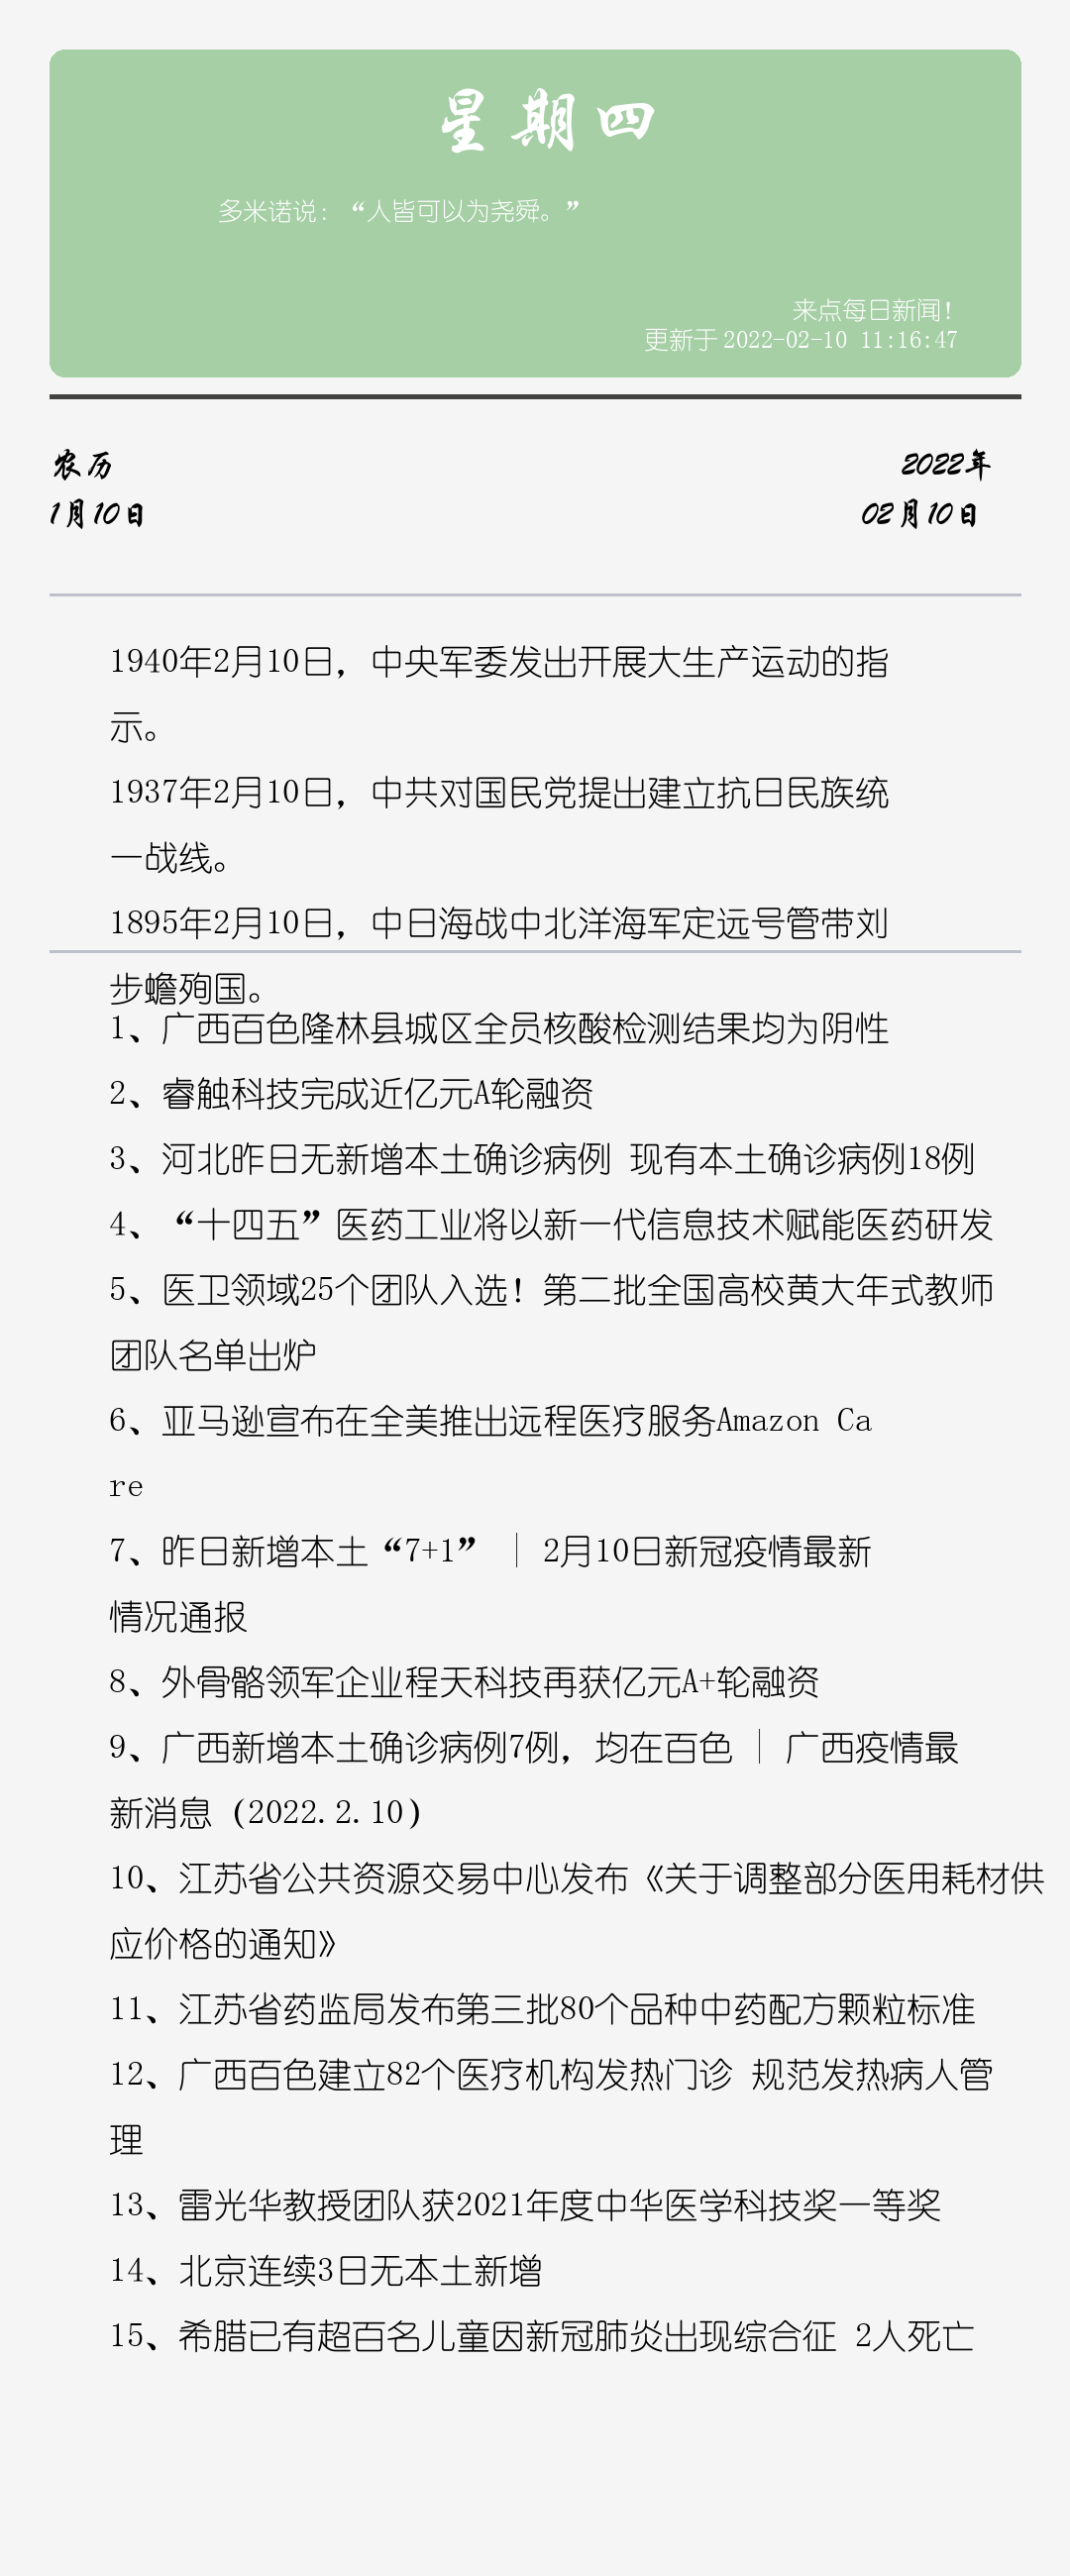 星期四
多米诺说：“人皆可以为尧舜。”
来点每日新闻！
更新于 2022-02-10 11:16:47
农历
2022年
1月10日
02月10日
1940年2月10日，中央军委发出开展大生产运动的指
示。
1937年2月10日，中共对国民党提出建立抗日民族统
一战线。
1895年2月10日，中日海战中北洋海军定远号管带刘
步蟾殉国。
1、广西百色隆林县城区全员核酸检测结果均为阴性
2、睿触科技完成近亿元A轮融资
3、河北昨日无新增本土确诊病例 现有本土确诊病例18例
4、“十四五”医药工业将以新一代信息技术赋能医药研发
5、医卫领域25个团队入选！第二批全国高校黄大年式教师
团队名单出炉
6、亚马逊宣布在全美推出远程医疗服务Amazon Ca
re
7、昨日新增本土“7+1” | 2月10日新冠疫情最新
情况通报
8、外骨骼领军企业程天科技再获亿元A+轮融资
9、广西新增本土确诊病例7例，均在百色 | 广西疫情最
新消息（2022.2.10）
10、江苏省公共资源交易中心发布《关于调整部分医用耗材供
应价格的通知》
11、江苏省药监局发布第三批80个品种中药配方颗粒标准
12、广西百色建立82个医疗机构发热门诊 规范发热病人管
理
13、雷光华教授团队获2021年度中华医学科技奖一等奖
14、北京连续3日无本土新增
15、希腊已有超百名儿童因新冠肺炎出现综合征 2人死亡